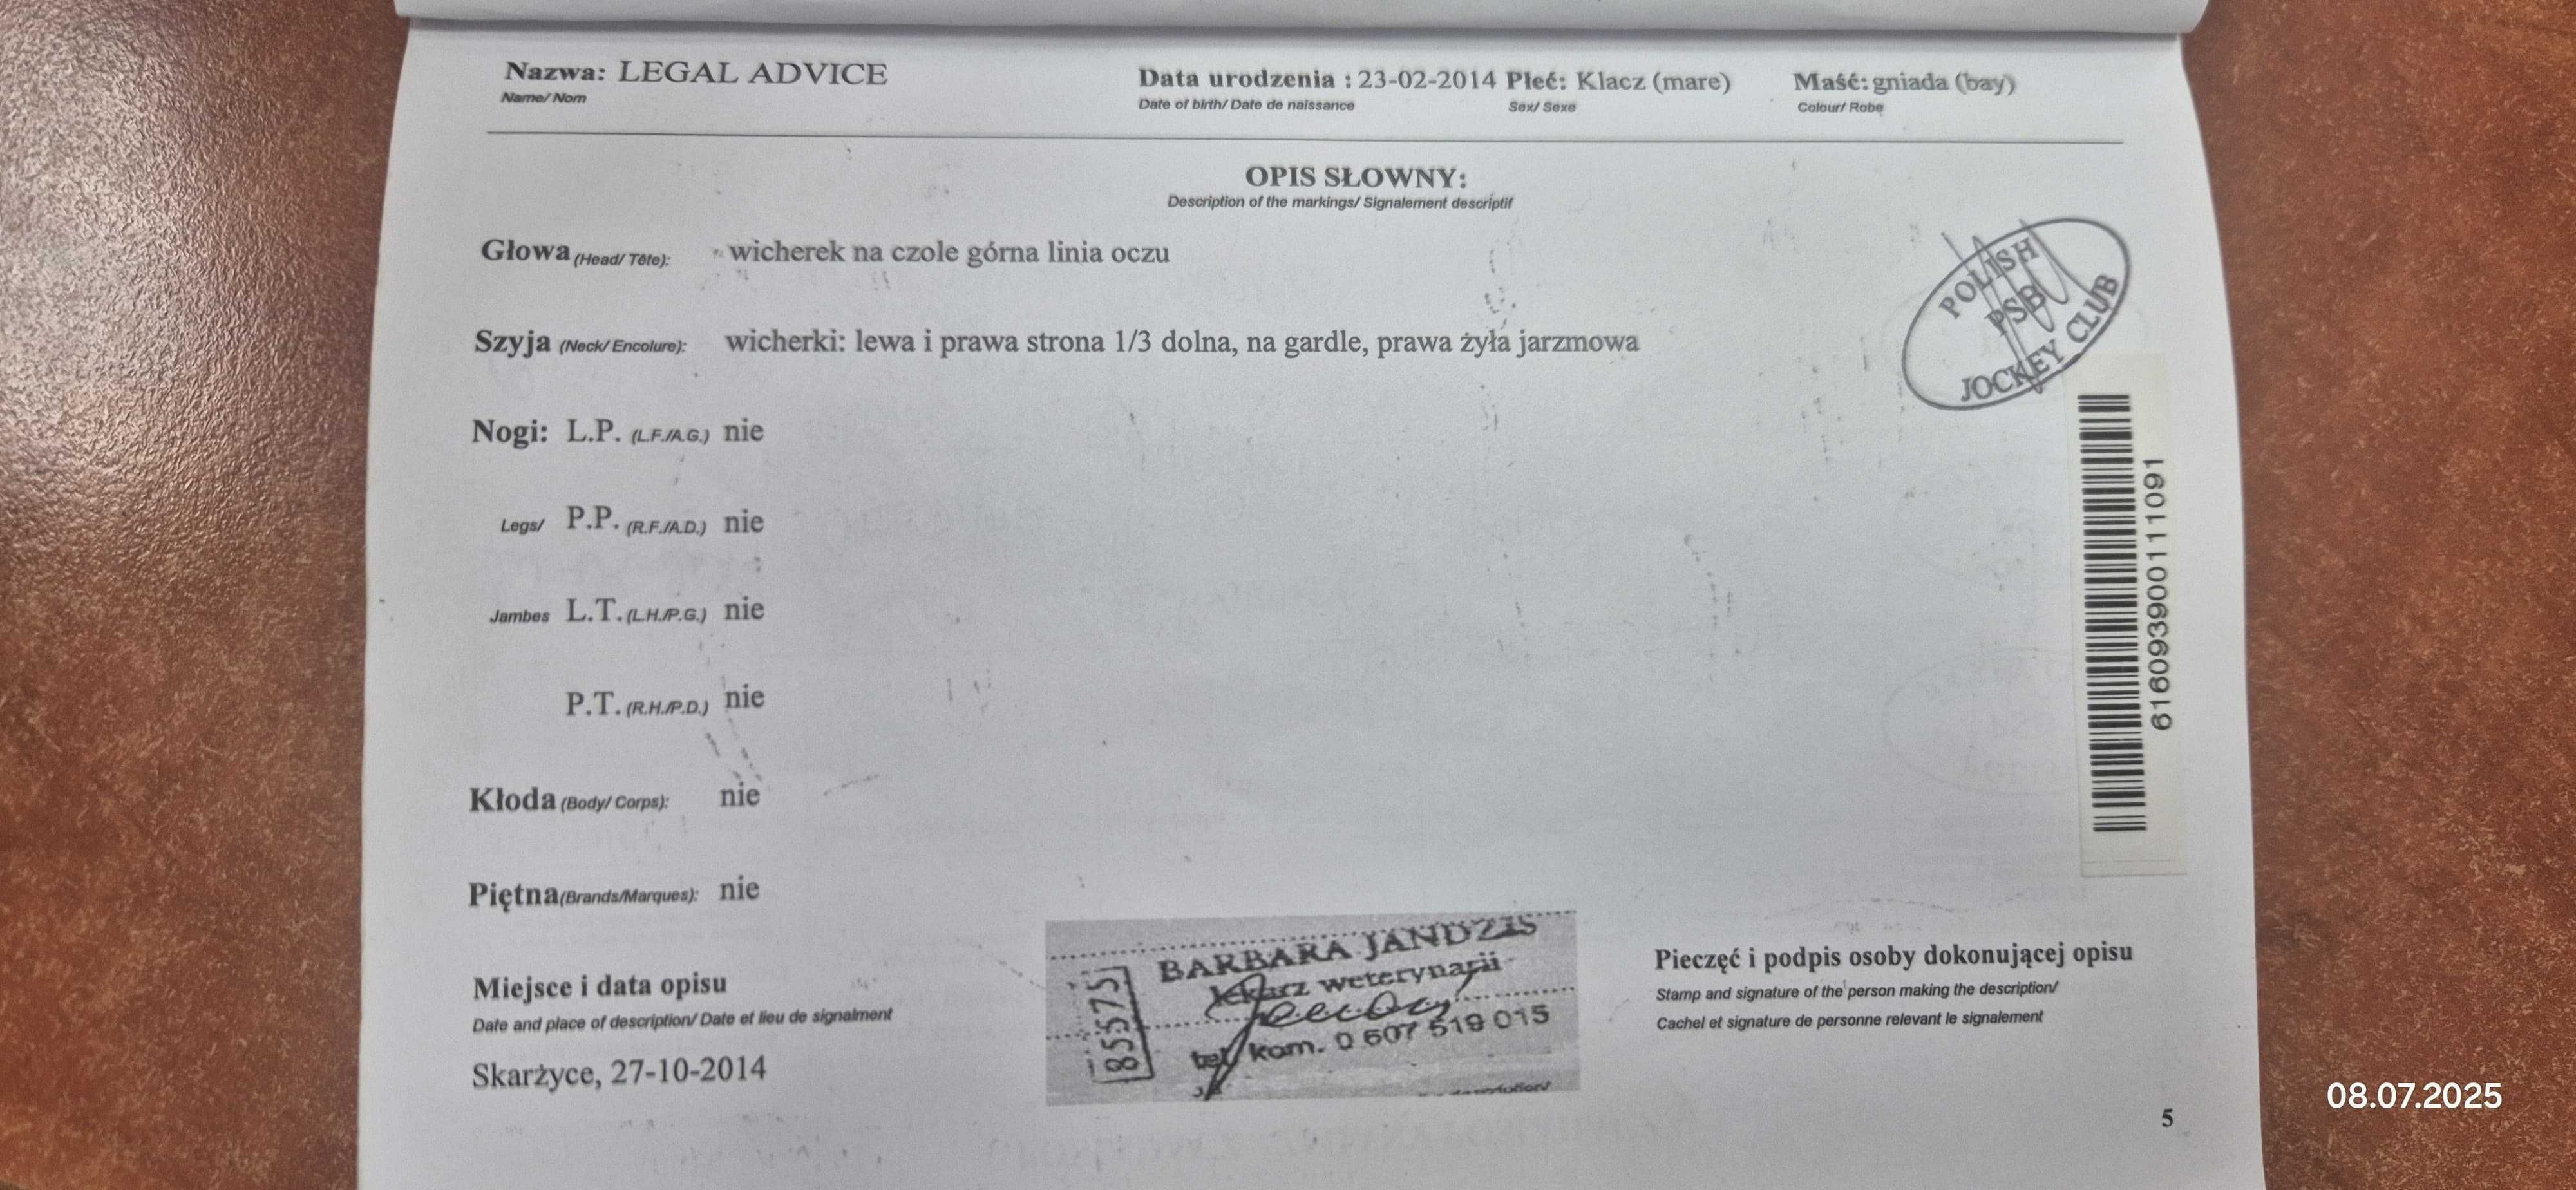 Nazwa: LEGAL ADVICE Data urodzenia : 23-02-2014 Płeć: Klacz (mare) Maść: gniada (bay)
Name/ Nom Date of birth/ Date de naissance Sex/ Sexe Colour/ Robe
OPIS SŁOWNY:
Description of the markings/ Signalement descriptif
Głowa (Head/ Tête): wicherek na czole górna linia oczu
POLISH
PSB
JOCKEY CLUB
Szyja (Neck/ Encolure): wicherki: lewa i prawa strona 1/3 dolna, na gardle, prawa żyła jarzmowa
Nogi: L.P. (L.F./A.G.) nie
Legs/ P.P. (R.F./A.D.) nie
Jambes L.T. (L.H./P.G.) nie
P.T. (R.H./P.D.) nie
616093900111091
Kłoda (Body/ Corps): nie
Piętna (Brands/Marques): nie
Miejsce i data opisu
Date and place of description/ Date et lieu de signalment
Skarżyce, 27-10-2014
85575
BARBARA JANDZIS
lekarz weterynarii
tel. kom. 0 607 519 015
Pieczęć i podpis osoby dokonującej opisu
Stamp and signature of the person making the description/
Cachel et signature de personne relevant le signalement
5
08.07.2025